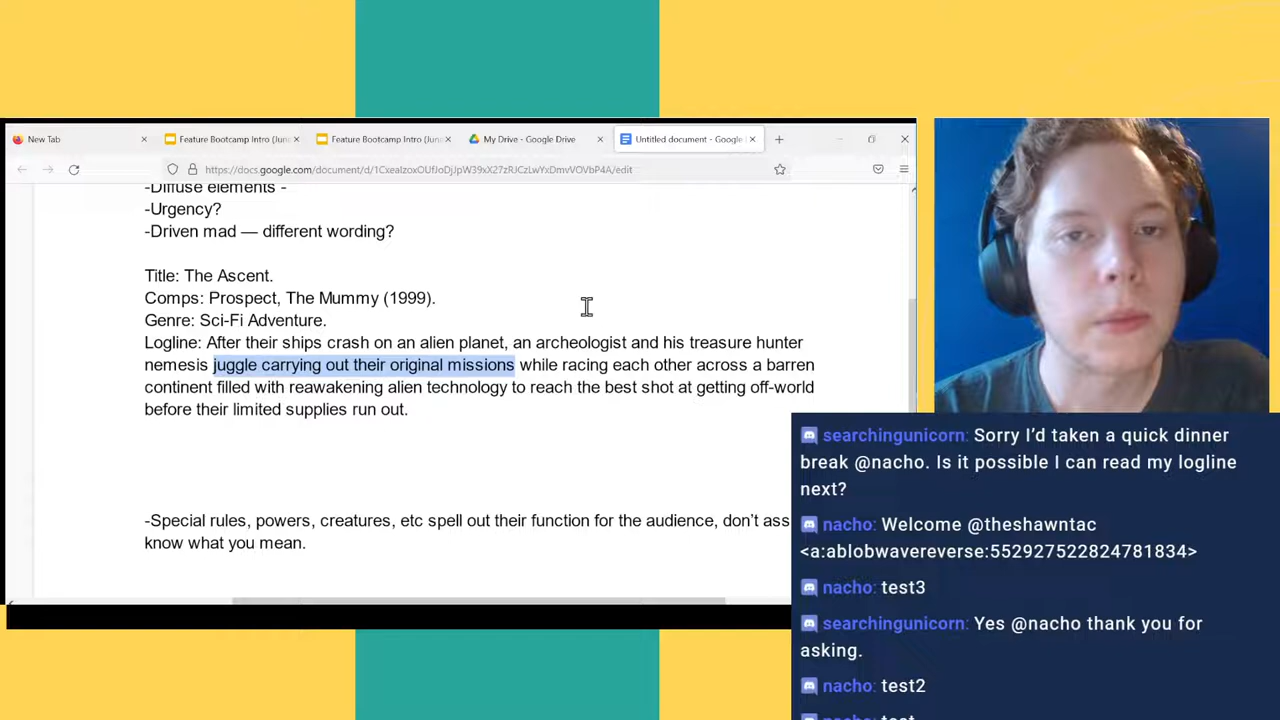 New Tab
Feature Bootcamp Intro (Jun
Feature Bootcamp Intro (Jun
My Drive - Google Drive
Untitled document - Google
-Diffuse elements -
-Urgency?
-Driven mad — different wording?
Title: The Ascent.
Comps: Prospect, The Mummy (1999).
Genre: Sci-Fi Adventure.
Logline: After their ships crash on an alien planet, an archeologist and his treasure hunter
nemesis juggle carrying out their original missions while racing each other across a barren
continent filled with reawakening alien technology to reach the best shot at getting off-world
before their limited supplies run out.
-Special rules, powers, creatures, etc spell out their function for the audience, don't ass
know what you mean.
searchingunicorn: Sorry I'd taken a quick dinner
break @nacho. Is it possible I can read my logline
next?
nacho: Welcome @theshawntac
<a:ablobwavereverse:552927522824781834>
nacho: test3
searchingunicorn: Yes @nacho thank you for
asking.
nacho: test2
nacho: test